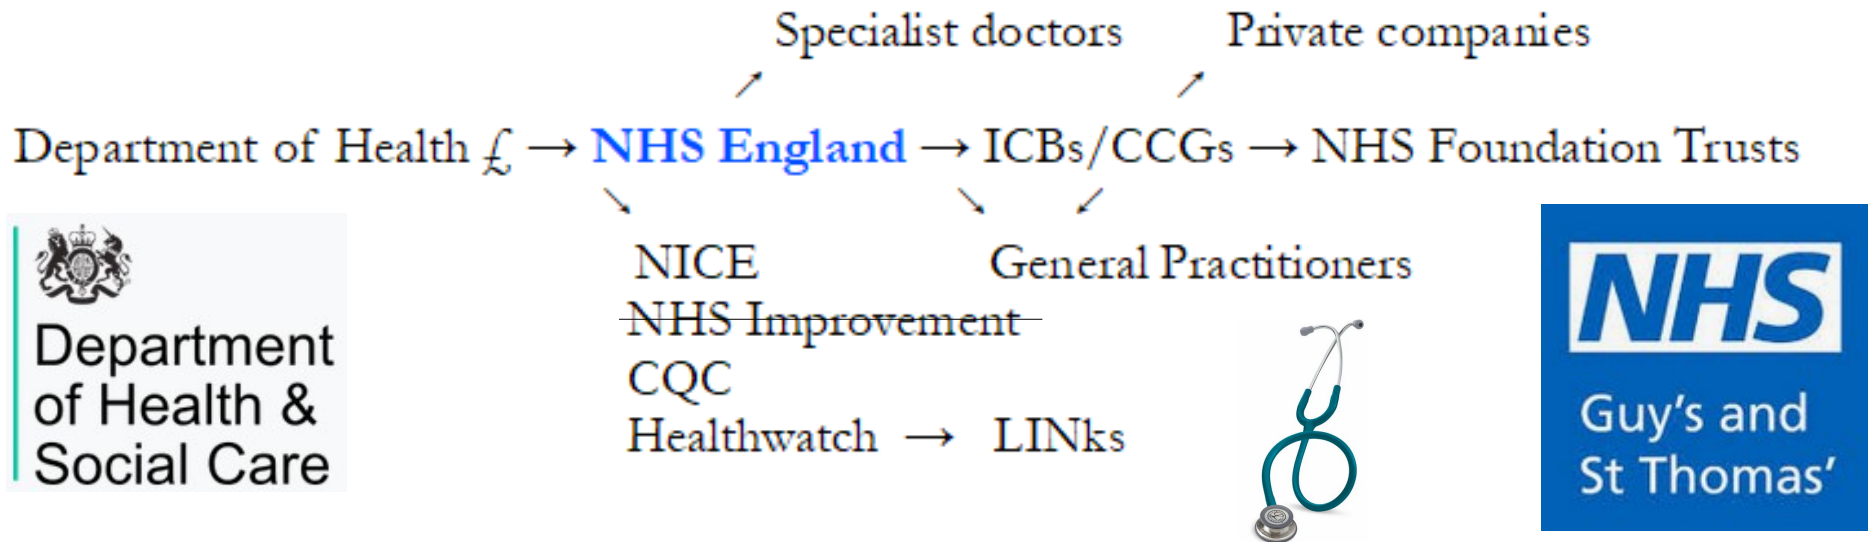 Specialist doctors Private companies
Department of Health £ → NHS England → ICBs/CCGs → NHS Foundation Trusts
NICE General Practitioners
NHS Improvement
CQC
Healthwatch → LINks
Department
of Health &
Social Care
NHS
Guy's and
St Thomas'